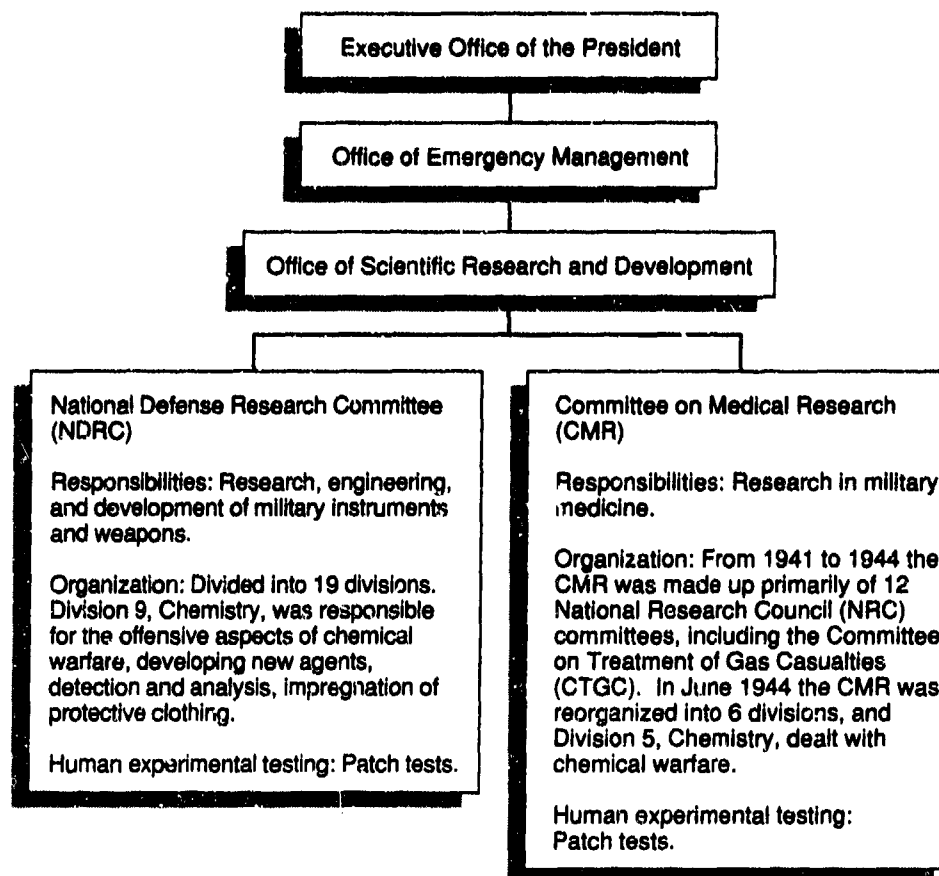 Executive Office of the President
Office of Emergency Management
Office of Scientific Research and Development
National Defense Research Committee
(NDRC)
Responsibilities: Research, engineering,
and development of military instruments
and weapons.
Organization: Divided into 19 divisions.
Division 9, Chemistry, was responsible
for the offensive aspects of chemical
warfare, developing new agents,
detection and analysis, impregnation of
protective clothing.
Human experimental testing: Patch tests.
Committee on Medical Research
(CMR)
Responsibilities: Research in military
medicine.
Organization: From 1941 to 1944 the
CMR was made up primarily of 12
National Research Council (NRC)
committees, including the Committee
on Treatment of Gas Casualties
(CTGC). In June 1944 the CMR was
reorganized into 6 divisions, and
Division 5, Chemistry, dealt with
chemical warfare.
Human experimental testing:
Patch tests.